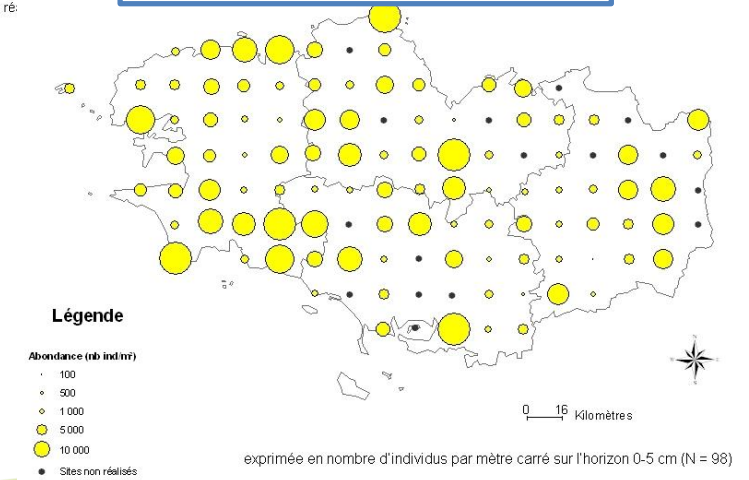 ré
Légende
Abondance (nb ind/m²)
100
500
1 000
5 000
10 000
Sites non réalisés
0 16 Kilomètres
exprimée en nombre d'individus par mètre carré sur l'horizon 0-5 cm (N = 98)